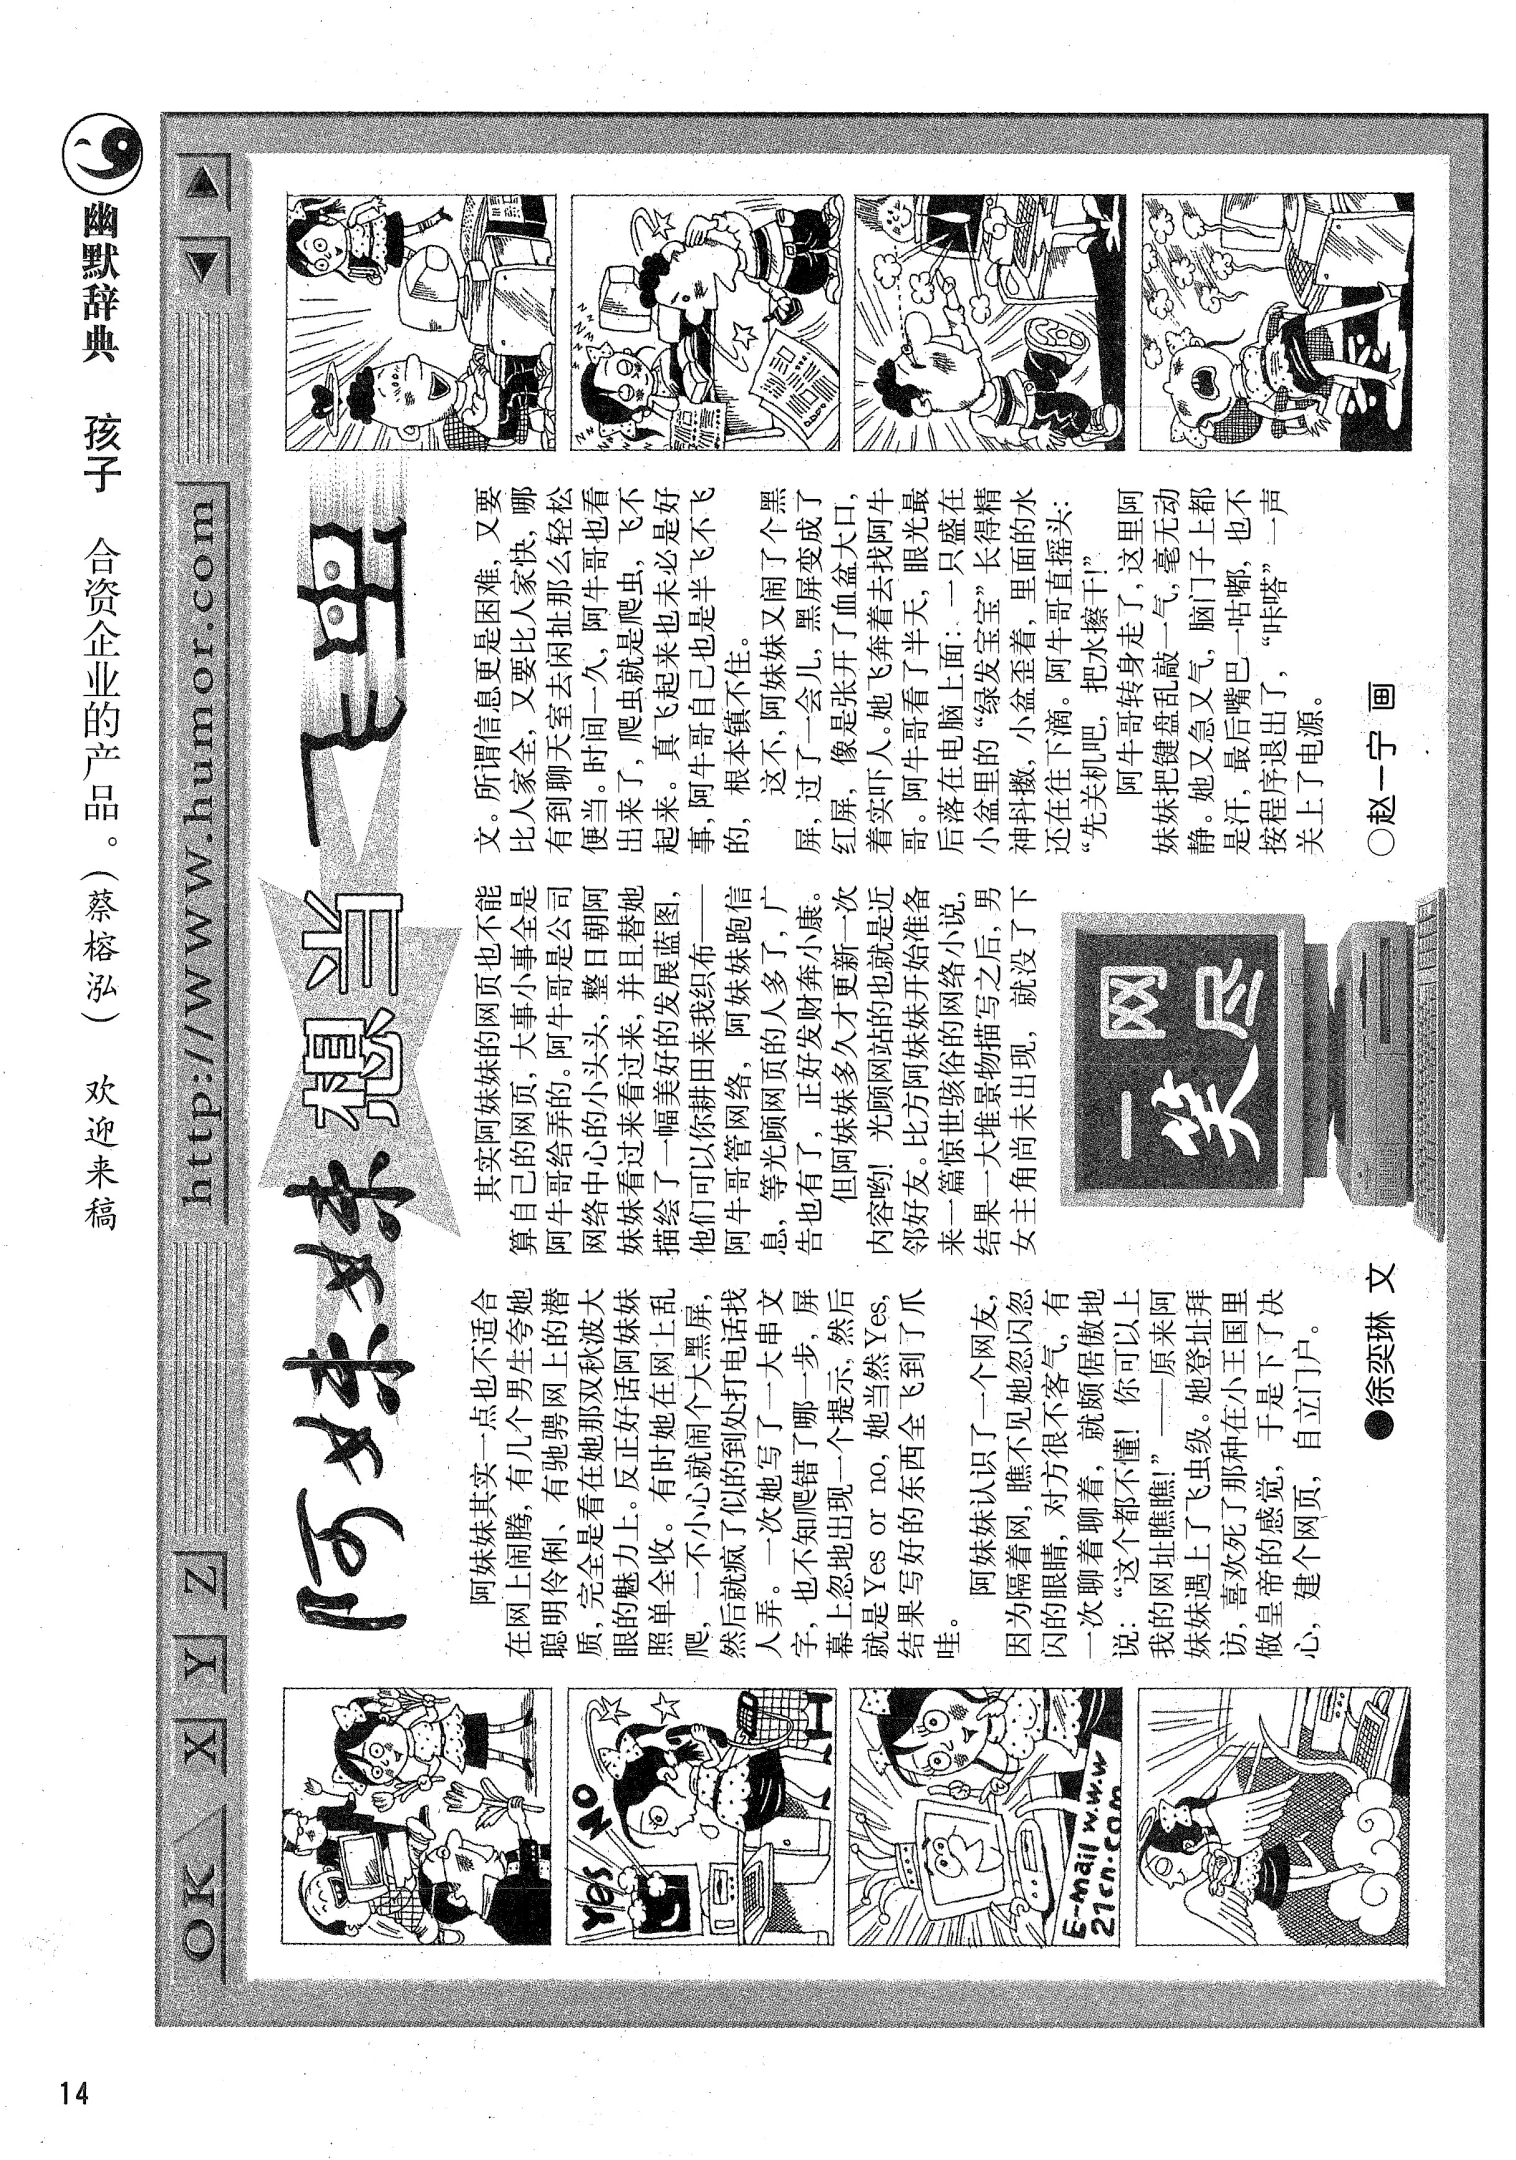 幽默辞典 孩子 合资企业的产品。(蔡榕泓) 欢迎来稿
OK X Y Z http://www.humor.com
阿妹妹想当“巨虫”
阿妹妹其实一点也不适合
在网上闹腾，有几个男生夸她
聪明伶俐、有驰骋网上的潜
质，完全是看在她那双秋波大
眼的魅力上。反正好话阿妹妹
照单全收。有时她在网上乱
爬，一不小心就闹个大黑屏，
然后就疯了似的到处打电话找
人弄。一次她写了一大串文
字，也不知爬错了哪一步，屏
幕上忽地出现一个提示，然后
就是Yes or no，她当然Yes，
结果写好的东西全飞到了爪
哇。
阿妹妹认识了一个网友，
因为隔着网，瞧不见她忽闪忽
闪的眼睛，对方很不客气，有
一次聊着聊着，就颇倨傲地
说：“这个都不懂！你可以上
我的网址瞧瞧！”——原来阿
妹妹遇上了飞虫级。她登址拜
访，喜欢死了那种在小王国里
做皇帝的感觉，于是下了决
心，建个网页，自立门户。
其实阿妹妹的网页也不能
算自己的网页，大事小事全是
阿牛哥给弄的。阿牛哥是公司
网络中心的小头头，整日朝阿
妹妹看过来看过来，并且替她
描绘了一幅美好的发展蓝图，
他们可以你耕田来我织布——
阿牛哥管网络，阿妹妹跑信
息，等光顾网页的人多了，广
告也有了，正好发财奔小康。
但阿妹妹多久才更新一次
内容哟！光顾网站的也就是近
邻好友。比方阿妹妹开始准备
来一篇惊世骇俗的网络小说，
结果一大堆景物描写之后，男
女主角尚未出现，就没了下
文。所谓信息更是困难，又要
比人家全，又要比人家快，哪
有到聊天室去闲扯那么轻松
便当。时间一久，阿牛哥也看
出来了，爬虫就是爬虫，飞不
起来。真飞起来也未必是好
事，阿牛哥自己也是半飞不飞
的，根本镇不住。
这不，阿妹妹又闹了个黑
屏，过了一会儿，黑屏变成了
红屏，像是张开了血盆大口，
着实吓人。她飞奔着去找阿牛
哥。阿牛哥看了半天，眼光最
后落在电脑上面：一只盛在
小盆里的“绿发宝宝”长得精
神抖擞，小盆歪着，里面的水
还在往下滴。阿牛哥直摇头：
“先关机吧，把水擦干！”
阿牛哥转身走了，这里阿
妹妹把键盘乱敲一气，毫无动
静。她又急又气，脑门子上都
是汗，最后嘴巴一咕嘟，也不
按程序退出了，“咔嗒”一声
关上了电源。
●徐奕琳 文
○赵一宁 画
一网
笑尽
YES NO
E-mail www
21cn.com
14